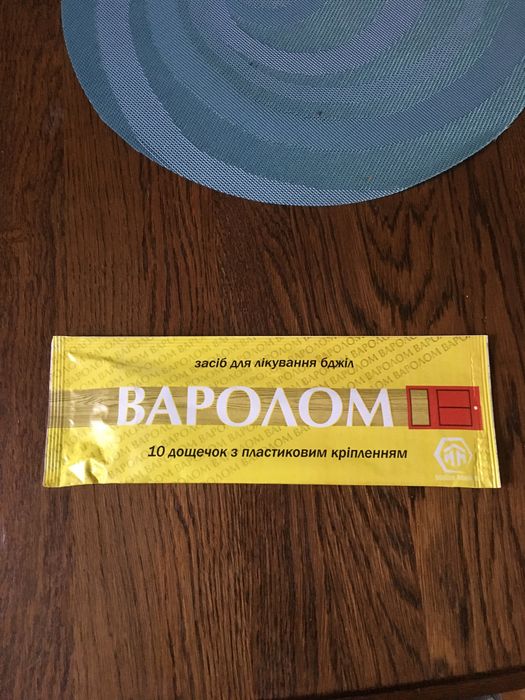 засіб для лікування бджіл
ВАРОЛОМ
10 дощечок з пластиковим кріпленням